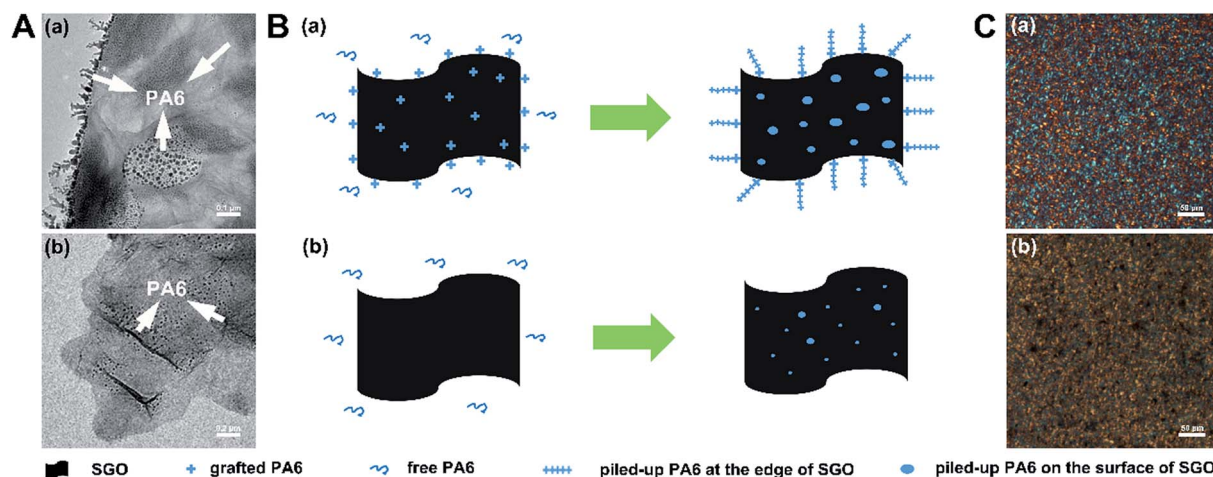 A
(a)
PA6
0.1 μm
(b)
PA6
0.2 μm
B
(a)
(b)
C
(a)
50 μm
(b)
50 μm
SGO
grafted PA6
free PA6
piled-up PA6 at the edge of SGO
piled-up PA6 on the surface of SGO